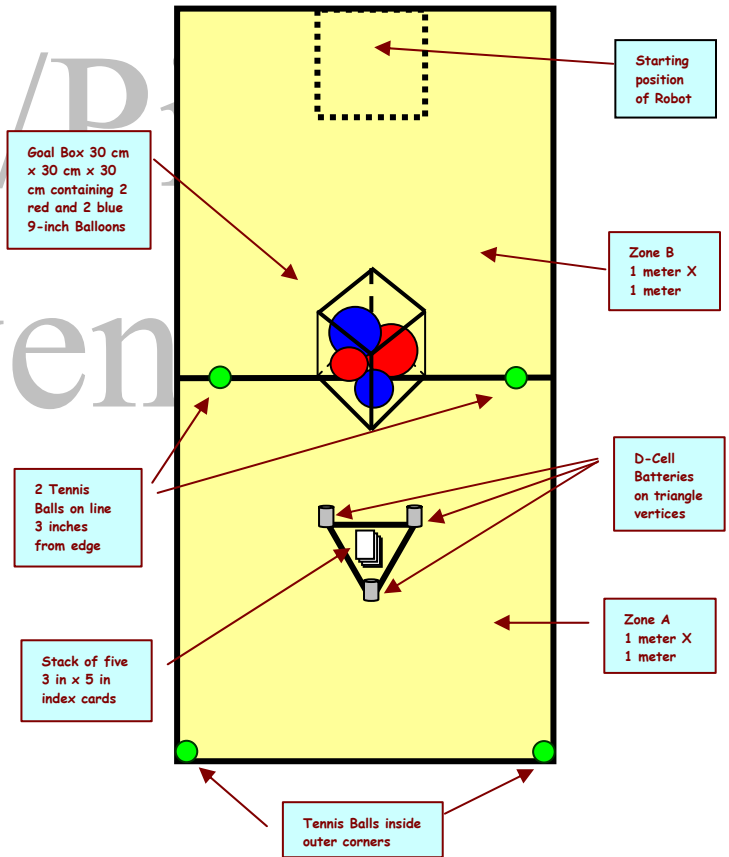 Starting
position
of Robot
Goal Box 30 cm
x 30 cm x 30
cm containing 2
red and 2 blue
9-inch Balloons
Zone B
1 meter X
1 meter
2 Tennis
Balls on line
3 inches
from edge
D-Cell
Batteries
on triangle
vertices
Stack of five
3 in x 5 in
index cards
Zone A
1 meter X
1 meter
Tennis Balls inside
outer corners